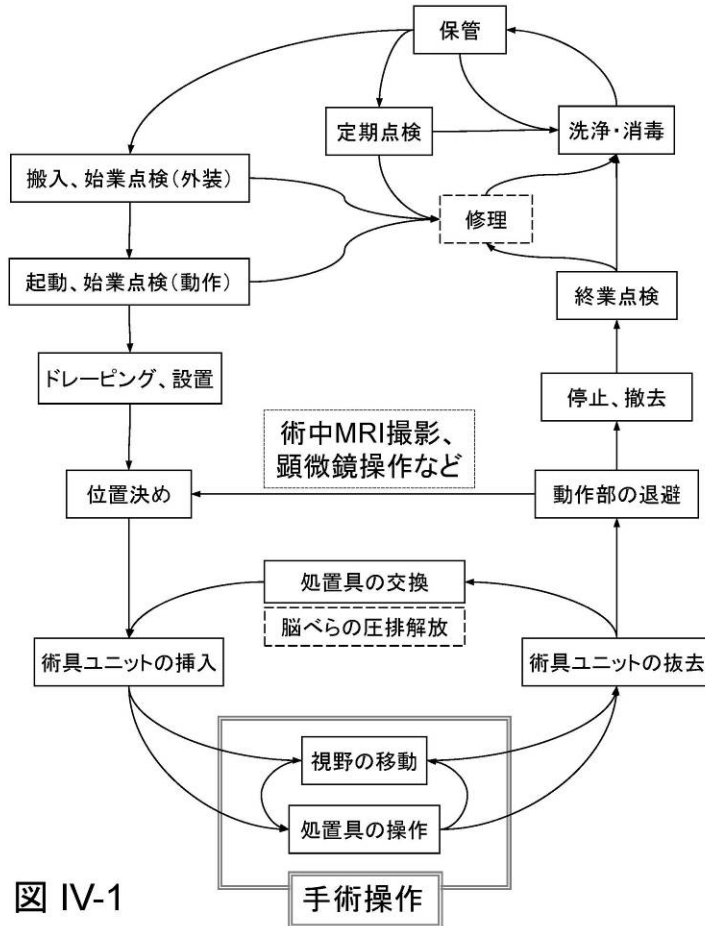 保管
定期点検
洗浄・消毒
搬入、始業点検(外装)
修理
起動、始業点検(動作)
終業点検
ドレーピング、設置
停止、撤去
術中MRI撮影、
顕微鏡操作など
位置決め
動作部の退避
処置具の交換
脳べらの圧排解放
術具ユニットの挿入
術具ユニットの抜去
視野の移動
処置具の操作
手術操作
図 IV-1